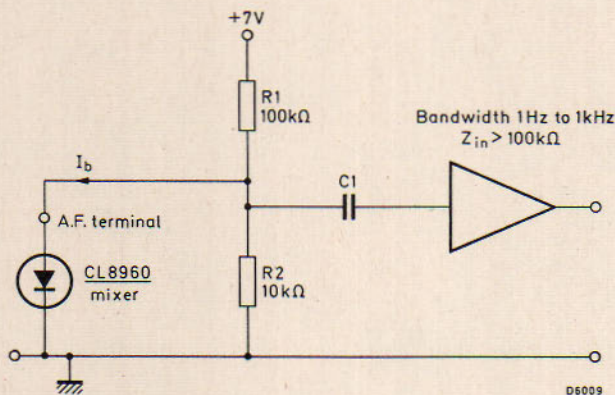 +7V
R1
100kΩ
Bandwidth 1Hz to 1kHz
Zin > 100kΩ
Ib
C1
A.F. terminal
CL8960
mixer
R2
10kΩ
D6009